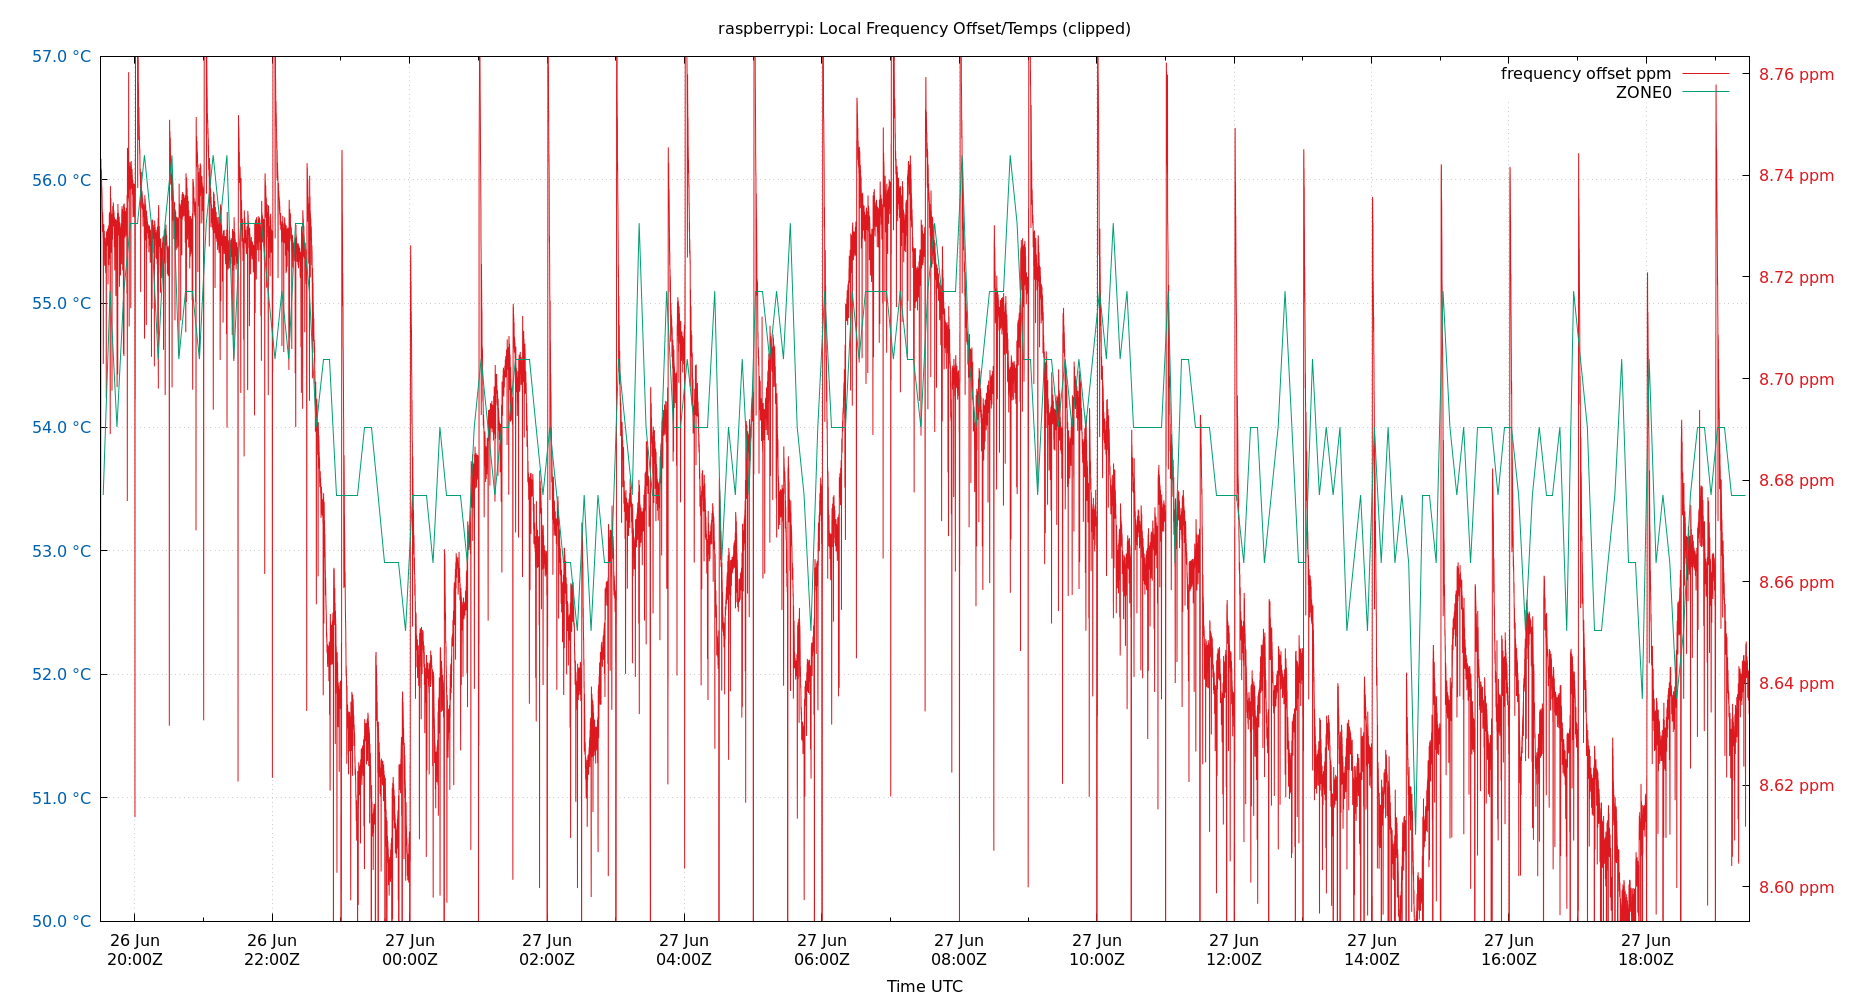 raspberrypi: Local Frequency Offset/Temps (clipped)
57.0 °C
56.0 °C
55.0 °C
54.0 °C
53.0 °C
52.0 °C
51.0 °C
50.0 °C
frequency offset ppm
ZONE0
8.76 ppm
8.74 ppm
8.72 ppm
8.70 ppm
8.68 ppm
8.66 ppm
8.64 ppm
8.62 ppm
8.60 ppm
26 Jun 26 Jun 27 Jun 27 Jun 27 Jun 27 Jun 27 Jun 27 Jun 27 Jun 27 Jun 27 Jun 27 Jun
20:00Z 22:00Z 00:00Z 02:00Z 04:00Z 06:00Z 08:00Z 10:00Z 12:00Z 14:00Z 16:00Z 18:00Z
Time UTC